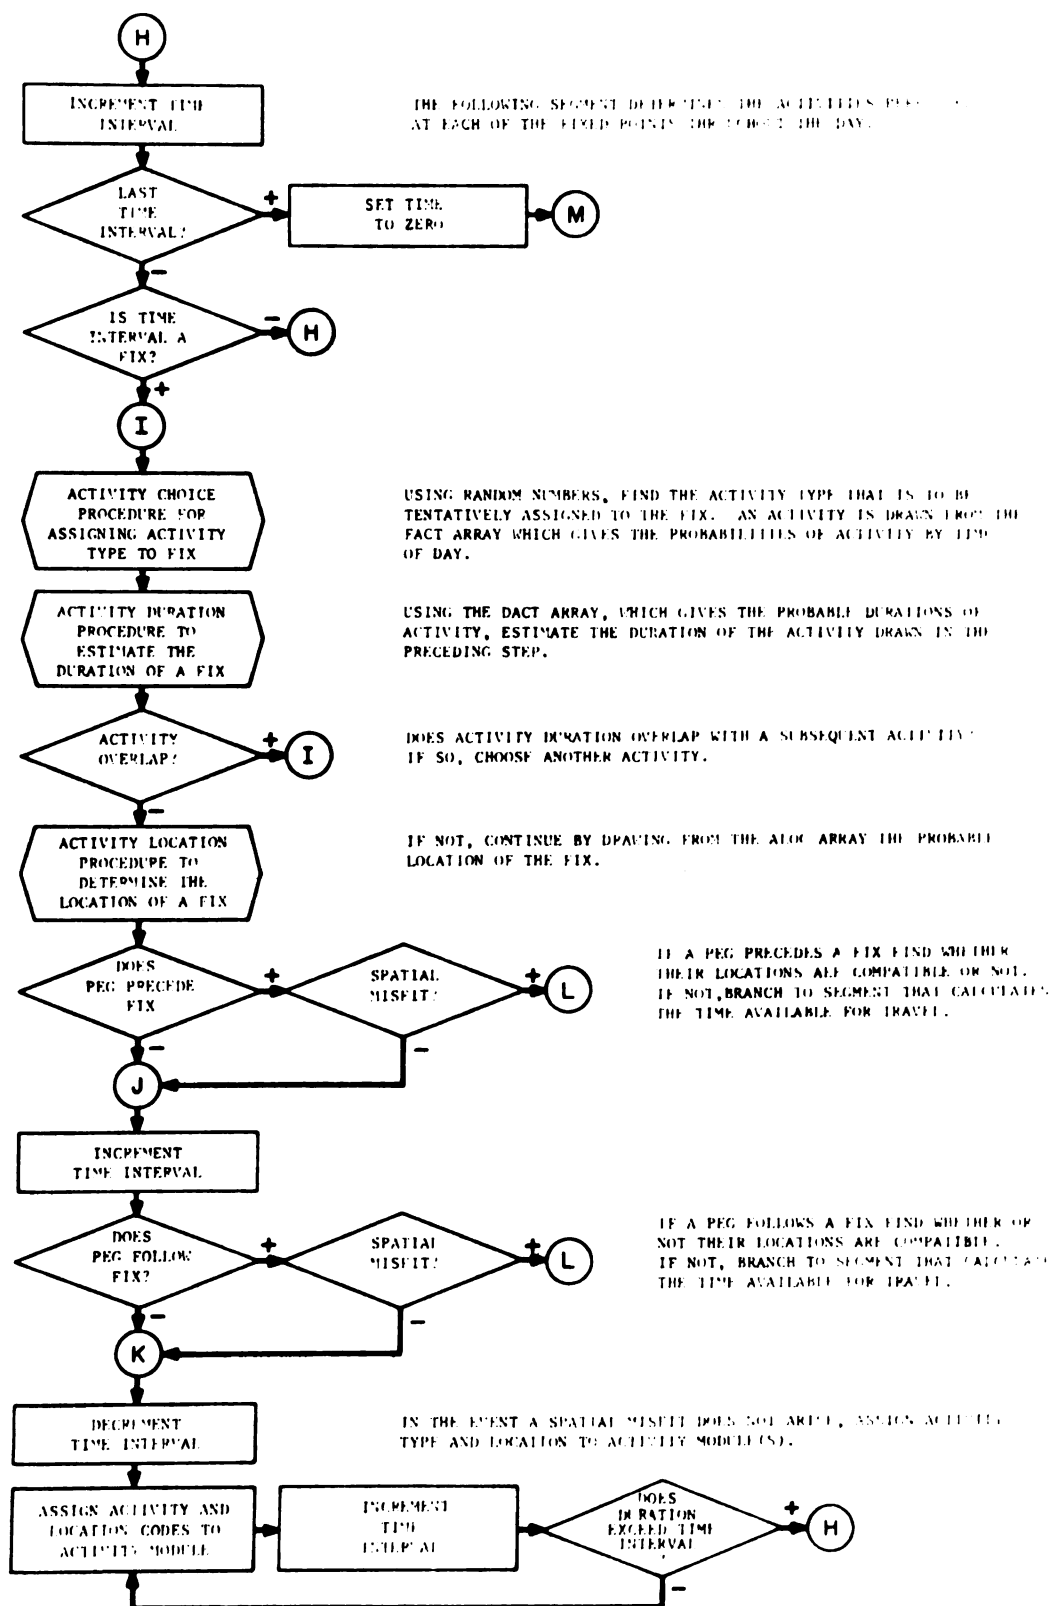 H
INCREMENT TIME
INTERVAL
THE FOLLOWING SEGMENT DETERMINES THE ACTIVITIES
AT EACH OF THE FIXED POINTS THROUGHOUT THE DAY.
LAST
TIME
INTERVAL?
+
SET TIME
TO ZERO
M
−
IS TIME
INTERVAL A
FIX?
−
H
+
I
ACTIVITY CHOICE
PROCEDURE FOR
ASSIGNING ACTIVITY
TYPE TO FIX
USING RANDOM NUMBERS, FIND THE ACTIVITY TYPE THAT IS TO BE
TENTATIVELY ASSIGNED TO THE FIX. AN ACTIVITY IS DRAWN FROM THE
FACT ARRAY WHICH GIVES THE PROBABILITIES OF ACTIVITY BY TIME
OF DAY.
ACTIVITY DURATION
PROCEDURE TO
ESTIMATE THE
DURATION OF A FIX
USING THE DACT ARRAY, WHICH GIVES THE PROBABLE DURATIONS OF
ACTIVITY, ESTIMATE THE DURATION OF THE ACTIVITY DRAWN IN THE
PRECEDING STEP.
ACTIVITY
OVERLAP?
+
I
DOES ACTIVITY DURATION OVERLAP WITH A SUBSEQUENT ACTIVITY?
IF SO, CHOOSE ANOTHER ACTIVITY.
−
ACTIVITY LOCATION
PROCEDURE TO
DETERMINE THE
LOCATION OF A FIX
IF NOT, CONTINUE BY DRAWING FROM THE ALOC ARRAY THE PROBABLE
LOCATION OF THE FIX.
DOES
PEG PRECEDE
FIX
+
SPATIAL
MISFIT?
+
L
IF A PEG PRECEDES A FIX FIND WHETHER
THEIR LOCATIONS ARE COMPATIBLE OR NOT.
IF NOT, BRANCH TO SEGMENT THAT CALCULATES
THE TIME AVAILABLE FOR TRAVEL.
−
−
J
INCREMENT
TIME INTERVAL
DOES
PEG FOLLOW
FIX?
+
SPATIAL
MISFIT?
+
L
IF A PEG FOLLOWS A FIX FIND WHETHER OR
NOT THEIR LOCATIONS ARE COMPATIBLE.
IF NOT, BRANCH TO SEGMENT THAT CALCULATES
THE TIME AVAILABLE FOR TRAVEL.
−
−
K
DECREMENT
TIME INTERVAL
IN THE EVENT A SPATIAL MISFIT DOES NOT ARISE, ASSIGN ACTIVITY
TYPE AND LOCATION TO ACTIVITY MODULE(S).
ASSIGN ACTIVITY AND
LOCATION CODES TO
ACTIVITY MODULE
INCREMENT
TIME
INTERVAL
DOES
DURATION
EXCEED TIME
INTERVAL
?
+
H
−